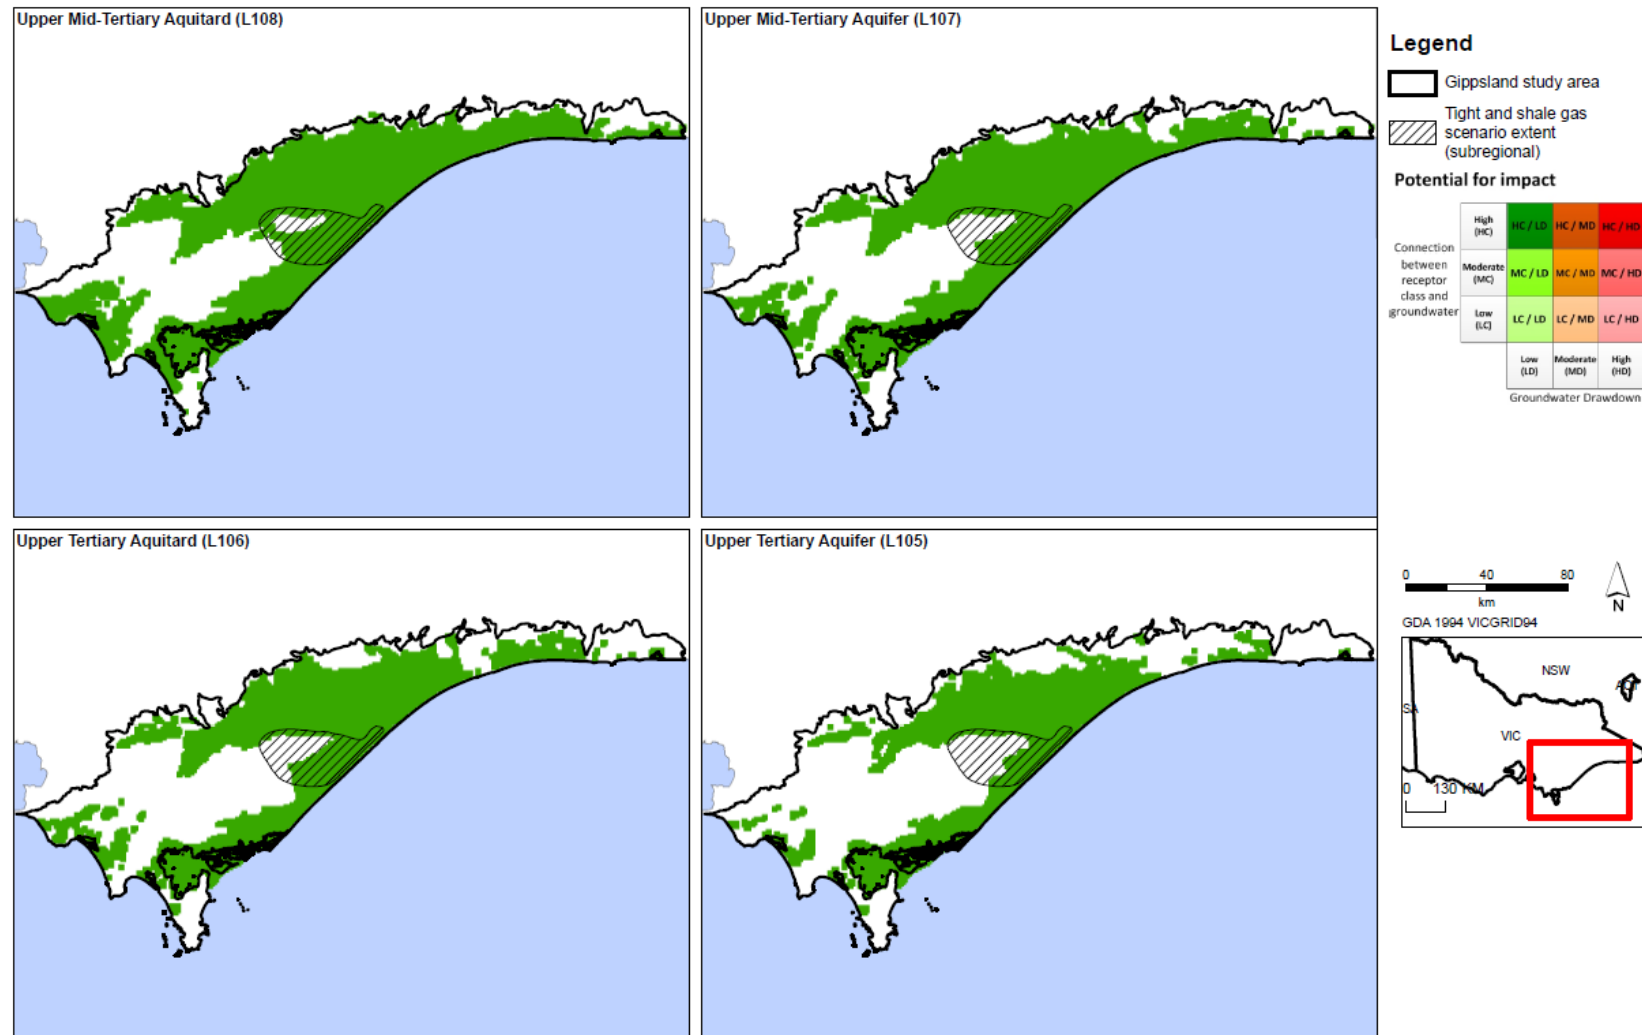 Upper Mid-Tertiary Aquitard (L108)
Upper Mid-Tertiary Aquifer (L107)
Upper Tertiary Aquitard (L106)
Upper Tertiary Aquifer (L105)
Legend
Gippsland study area
Tight and shale gas
scenario extent
(subregional)
Potential for impact
Connection
between
receptor
class and
groundwater
High
(HC)
HC / LD HC / MD HC / HD
Moderate
(MC)
MC / LD MC / MD MC / HD
Low
(LC)
LC / LD LC / MD LC / HD
Low
(LD)
Moderate
(MD)
High
(HD)
Groundwater Drawdown
0 40 80
km
N
GDA 1994 VICGRID94
NSW
ACT
SA
VIC
0 130 KM